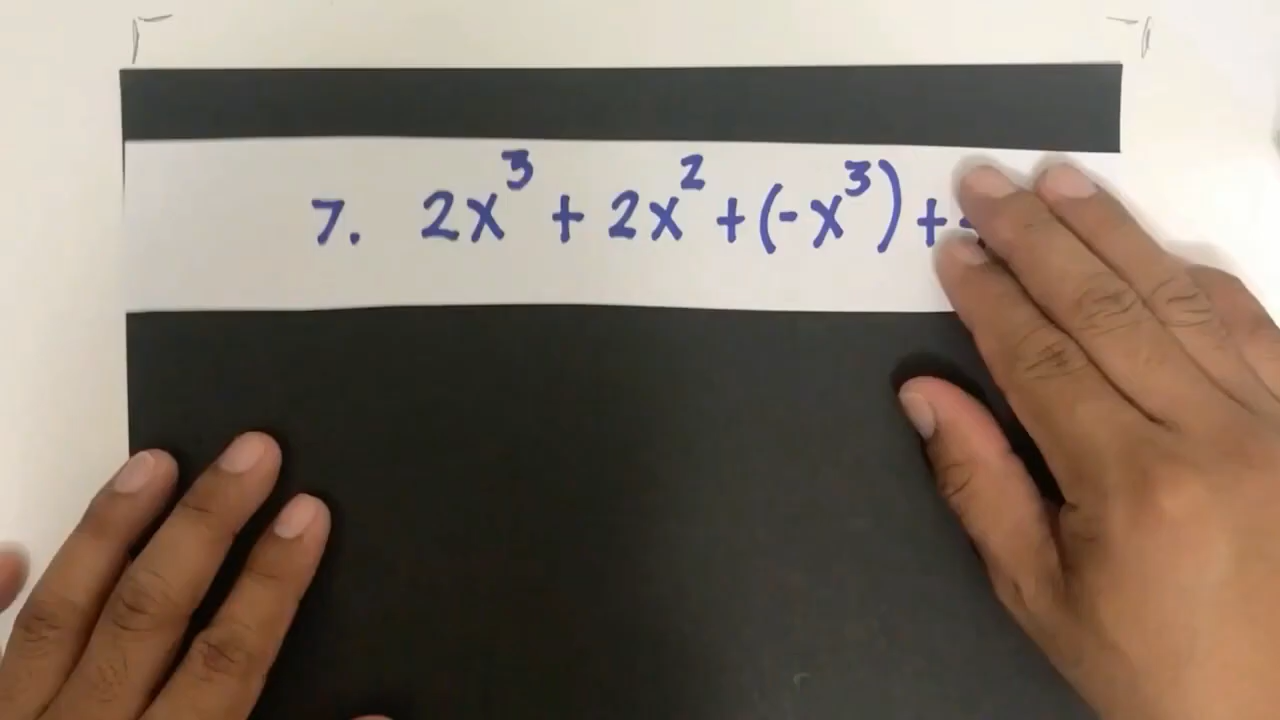 7. 2x³ + 2x² + (-x³) +